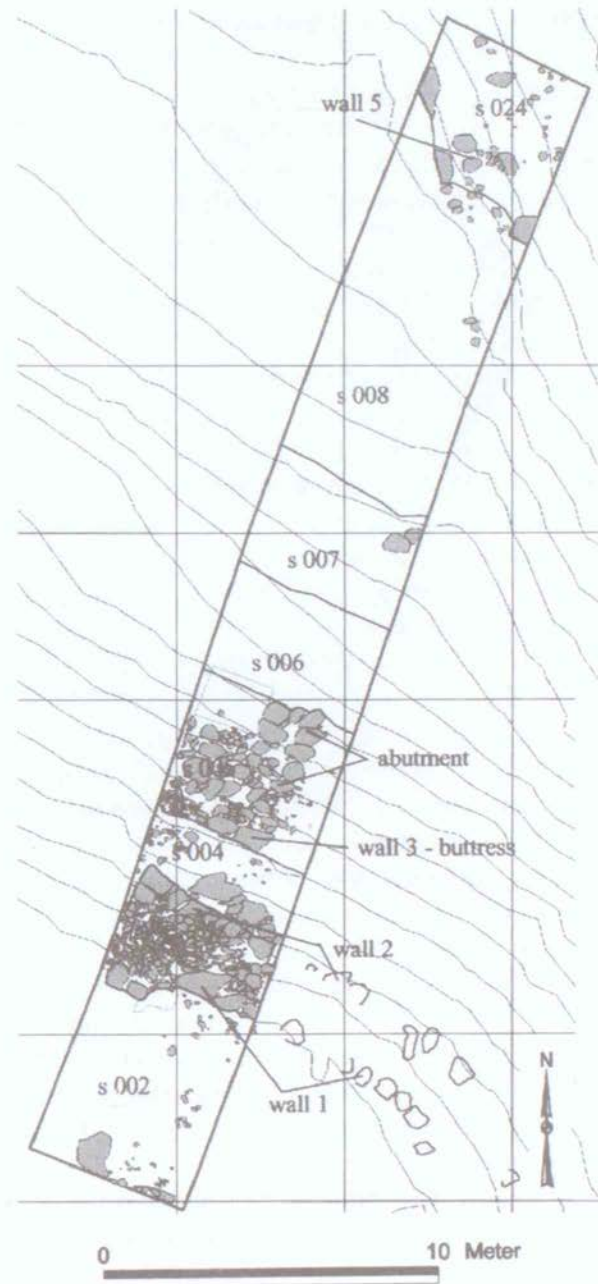 wall 5
s 024
s 008
s 007
s 006
abutment
wall 3 - buttress
s 004
wall 2
N
s 002
wall 1
0 10 Meter